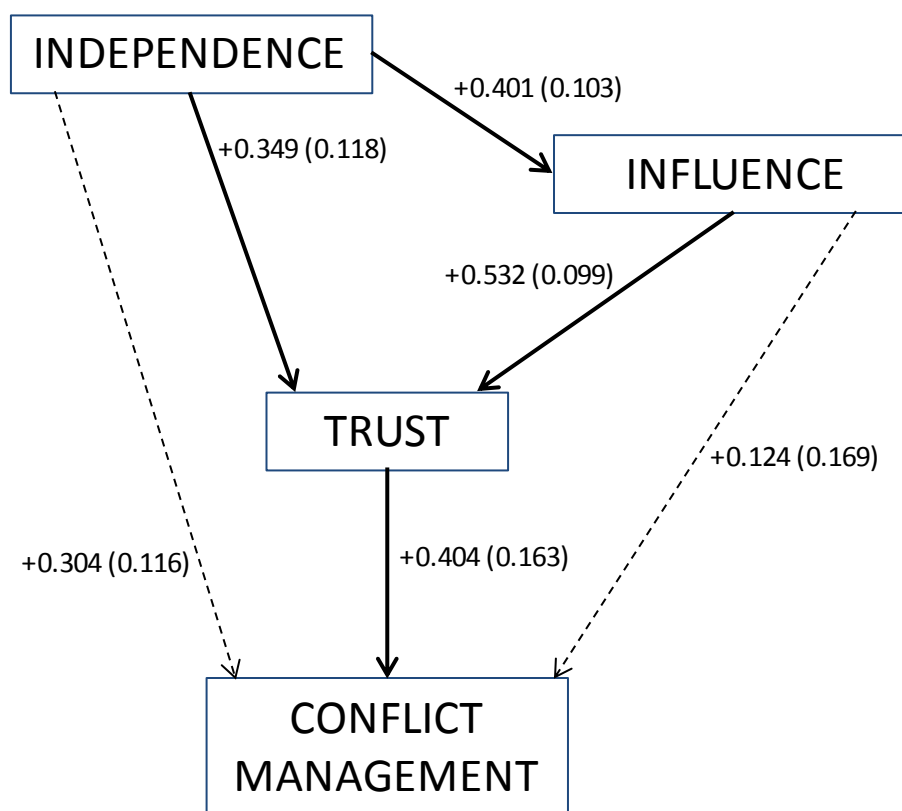 INDEPENDENCE
+0.401 (0.103)
+0.349 (0.118)
INFLUENCE
+0.532 (0.099)
TRUST
+0.124 (0.169)
+0.304 (0.116)
+0.404 (0.163)
CONFLICT
MANAGEMENT